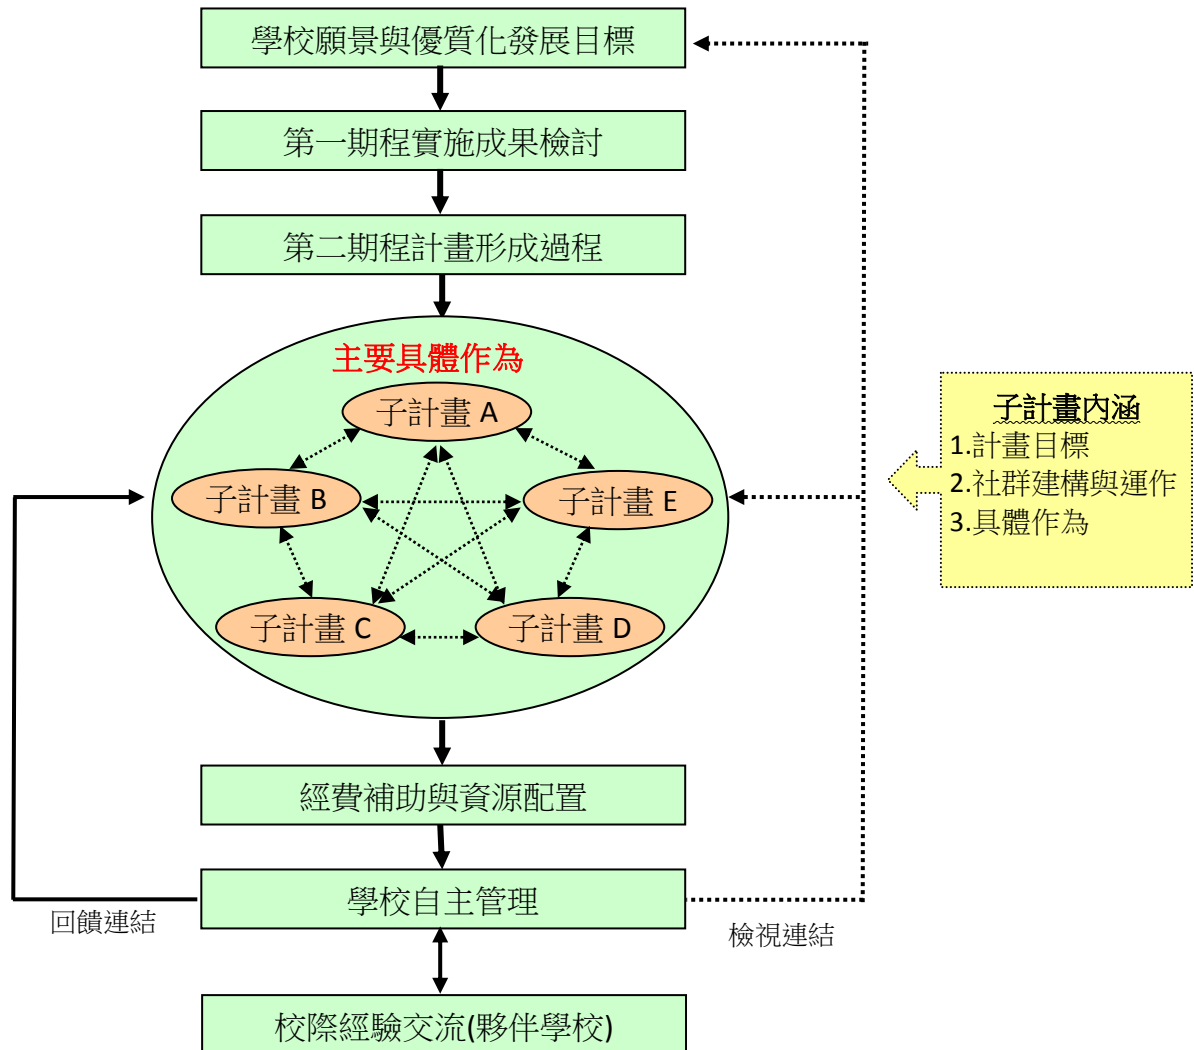 學校願景與優質化發展目標
第一期程實施成果檢討
第二期程計畫形成過程
主要具體作為
子計畫 A
子計畫 B
子計畫 E
子計畫 C
子計畫 D
子計畫內涵
1.計畫目標
2.社群建構與運作
3.具體作為
經費補助與資源配置
學校自主管理
回饋連結
檢視連結
校際經驗交流(夥伴學校)